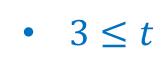 • 3 ≤ t